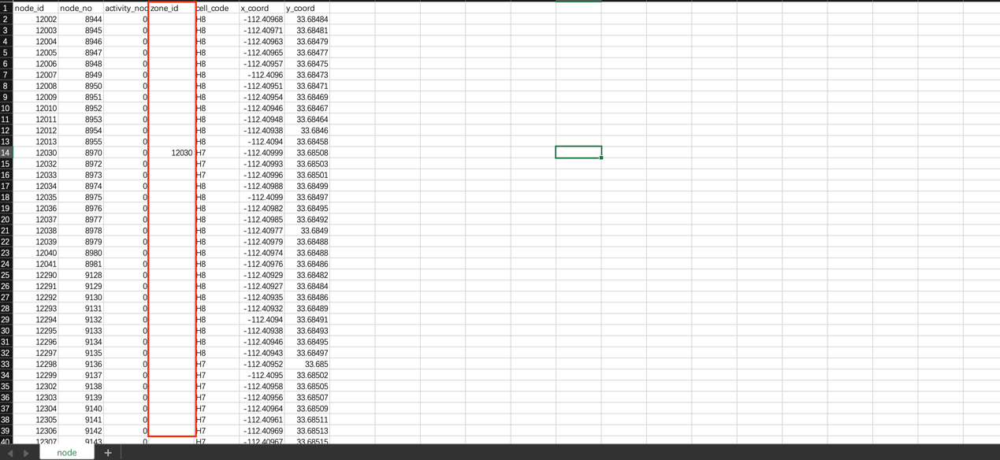 1 node_id node_no activity_nod zone_id cell_code x_coord y_coord
2 12002 8944 0 H8 -112.40968 33.68484
3 12003 8945 0 H8 -112.40971 33.68481
4 12004 8946 0 H8 -112.40963 33.68479
5 12005 8947 0 H8 -112.40965 33.68477
6 12006 8948 0 H8 -112.40957 33.68475
7 12007 8949 0 H8 -112.4096 33.68473
8 12008 8950 0 H8 -112.40951 33.68471
9 12009 8951 0 H8 -112.40954 33.68469
10 12010 8952 0 H8 -112.40946 33.68467
11 12011 8953 0 H8 -112.40948 33.68464
12 12012 8954 0 H8 -112.40938 33.6846
13 12013 8955 0 H8 -112.4094 33.68458
14 12030 8970 0 12030 H7 -112.40999 33.68508
15 12032 8972 0 H7 -112.40993 33.68503
16 12033 8973 0 H7 -112.40996 33.68501
17 12034 8974 0 H8 -112.40988 33.68499
18 12035 8975 0 H8 -112.4099 33.68497
19 12036 8976 0 H8 -112.40982 33.68495
20 12037 8977 0 H8 -112.40985 33.68492
21 12038 8978 0 H8 -112.40977 33.6849
22 12039 8979 0 H8 -112.40979 33.68488
23 12040 8980 0 H8 -112.40974 33.68488
24 12041 8981 0 H8 -112.40976 33.68486
25 12290 9128 0 H8 -112.40929 33.68482
26 12291 9129 0 H8 -112.40927 33.68484
27 12292 9130 0 H8 -112.40935 33.68486
28 12293 9131 0 H8 -112.40932 33.68489
29 12294 9132 0 H8 -112.4094 33.68491
30 12295 9133 0 H8 -112.40938 33.68493
31 12296 9134 0 H8 -112.40946 33.68495
32 12297 9135 0 H8 -112.40943 33.68497
33 12298 9136 0 H7 -112.40952 33.685
34 12299 9137 0 H7 -112.4095 33.68502
35 12302 9138 0 H7 -112.40958 33.68505
36 12303 9139 0 H7 -112.40956 33.68507
37 12304 9140 0 H7 -112.40964 33.68509
38 12305 9141 0 H7 -112.40961 33.68511
39 12306 9142 0 H7 -112.40969 33.68513
40 12307 9143 0 H7 -112.40967 33.68515
node +